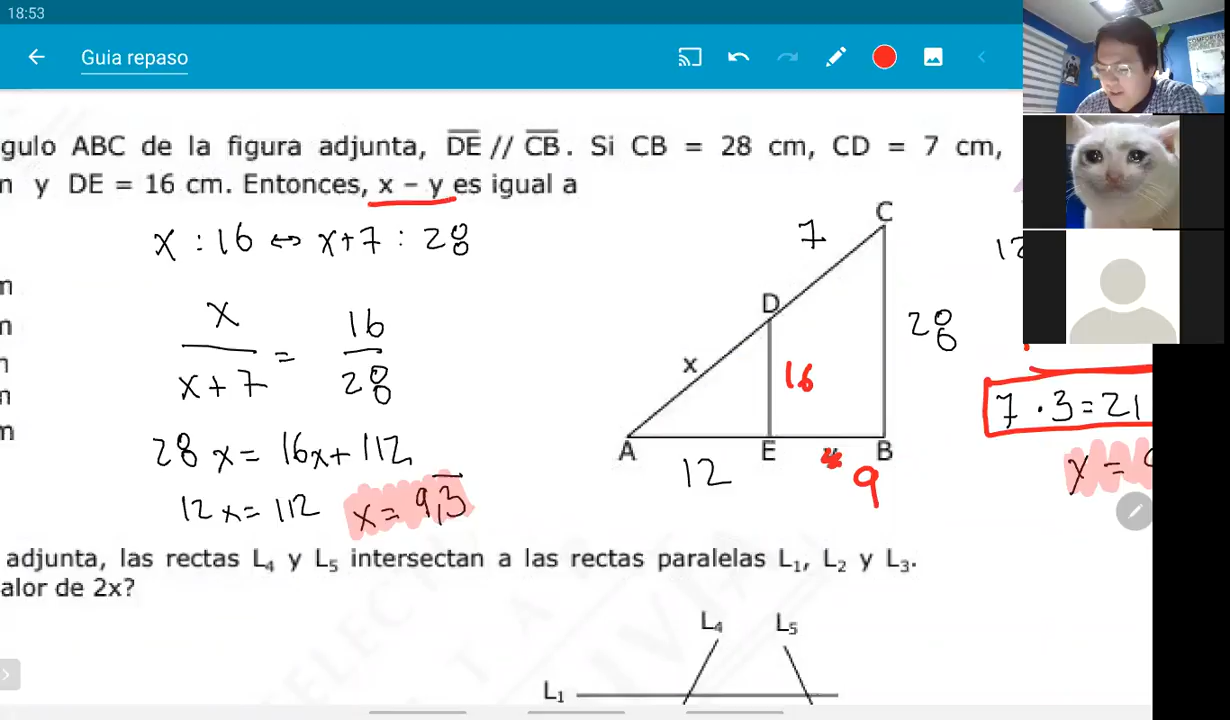 18:53
Guia repaso
gulo ABC de la figura adjunta, DE // CB. Si CB = 28 cm, CD = 7 cm,
n y DE = 16 cm. Entonces, x – y es igual a
x : 16 ↔ x+7 : 28
x/(x+7) = 16/28
28x = 16x + 112
12x = 112 x = 9,3̅
m
m
n
n
m
C
7
D
28
x
16
A
12
E
B
9
12
7 · 3 = 21
x =
adjunta, las rectas L₄ y L₅ intersectan a las rectas paralelas L₁, L₂ y L₃.
alor de 2x?
L₄ L₅
L₁